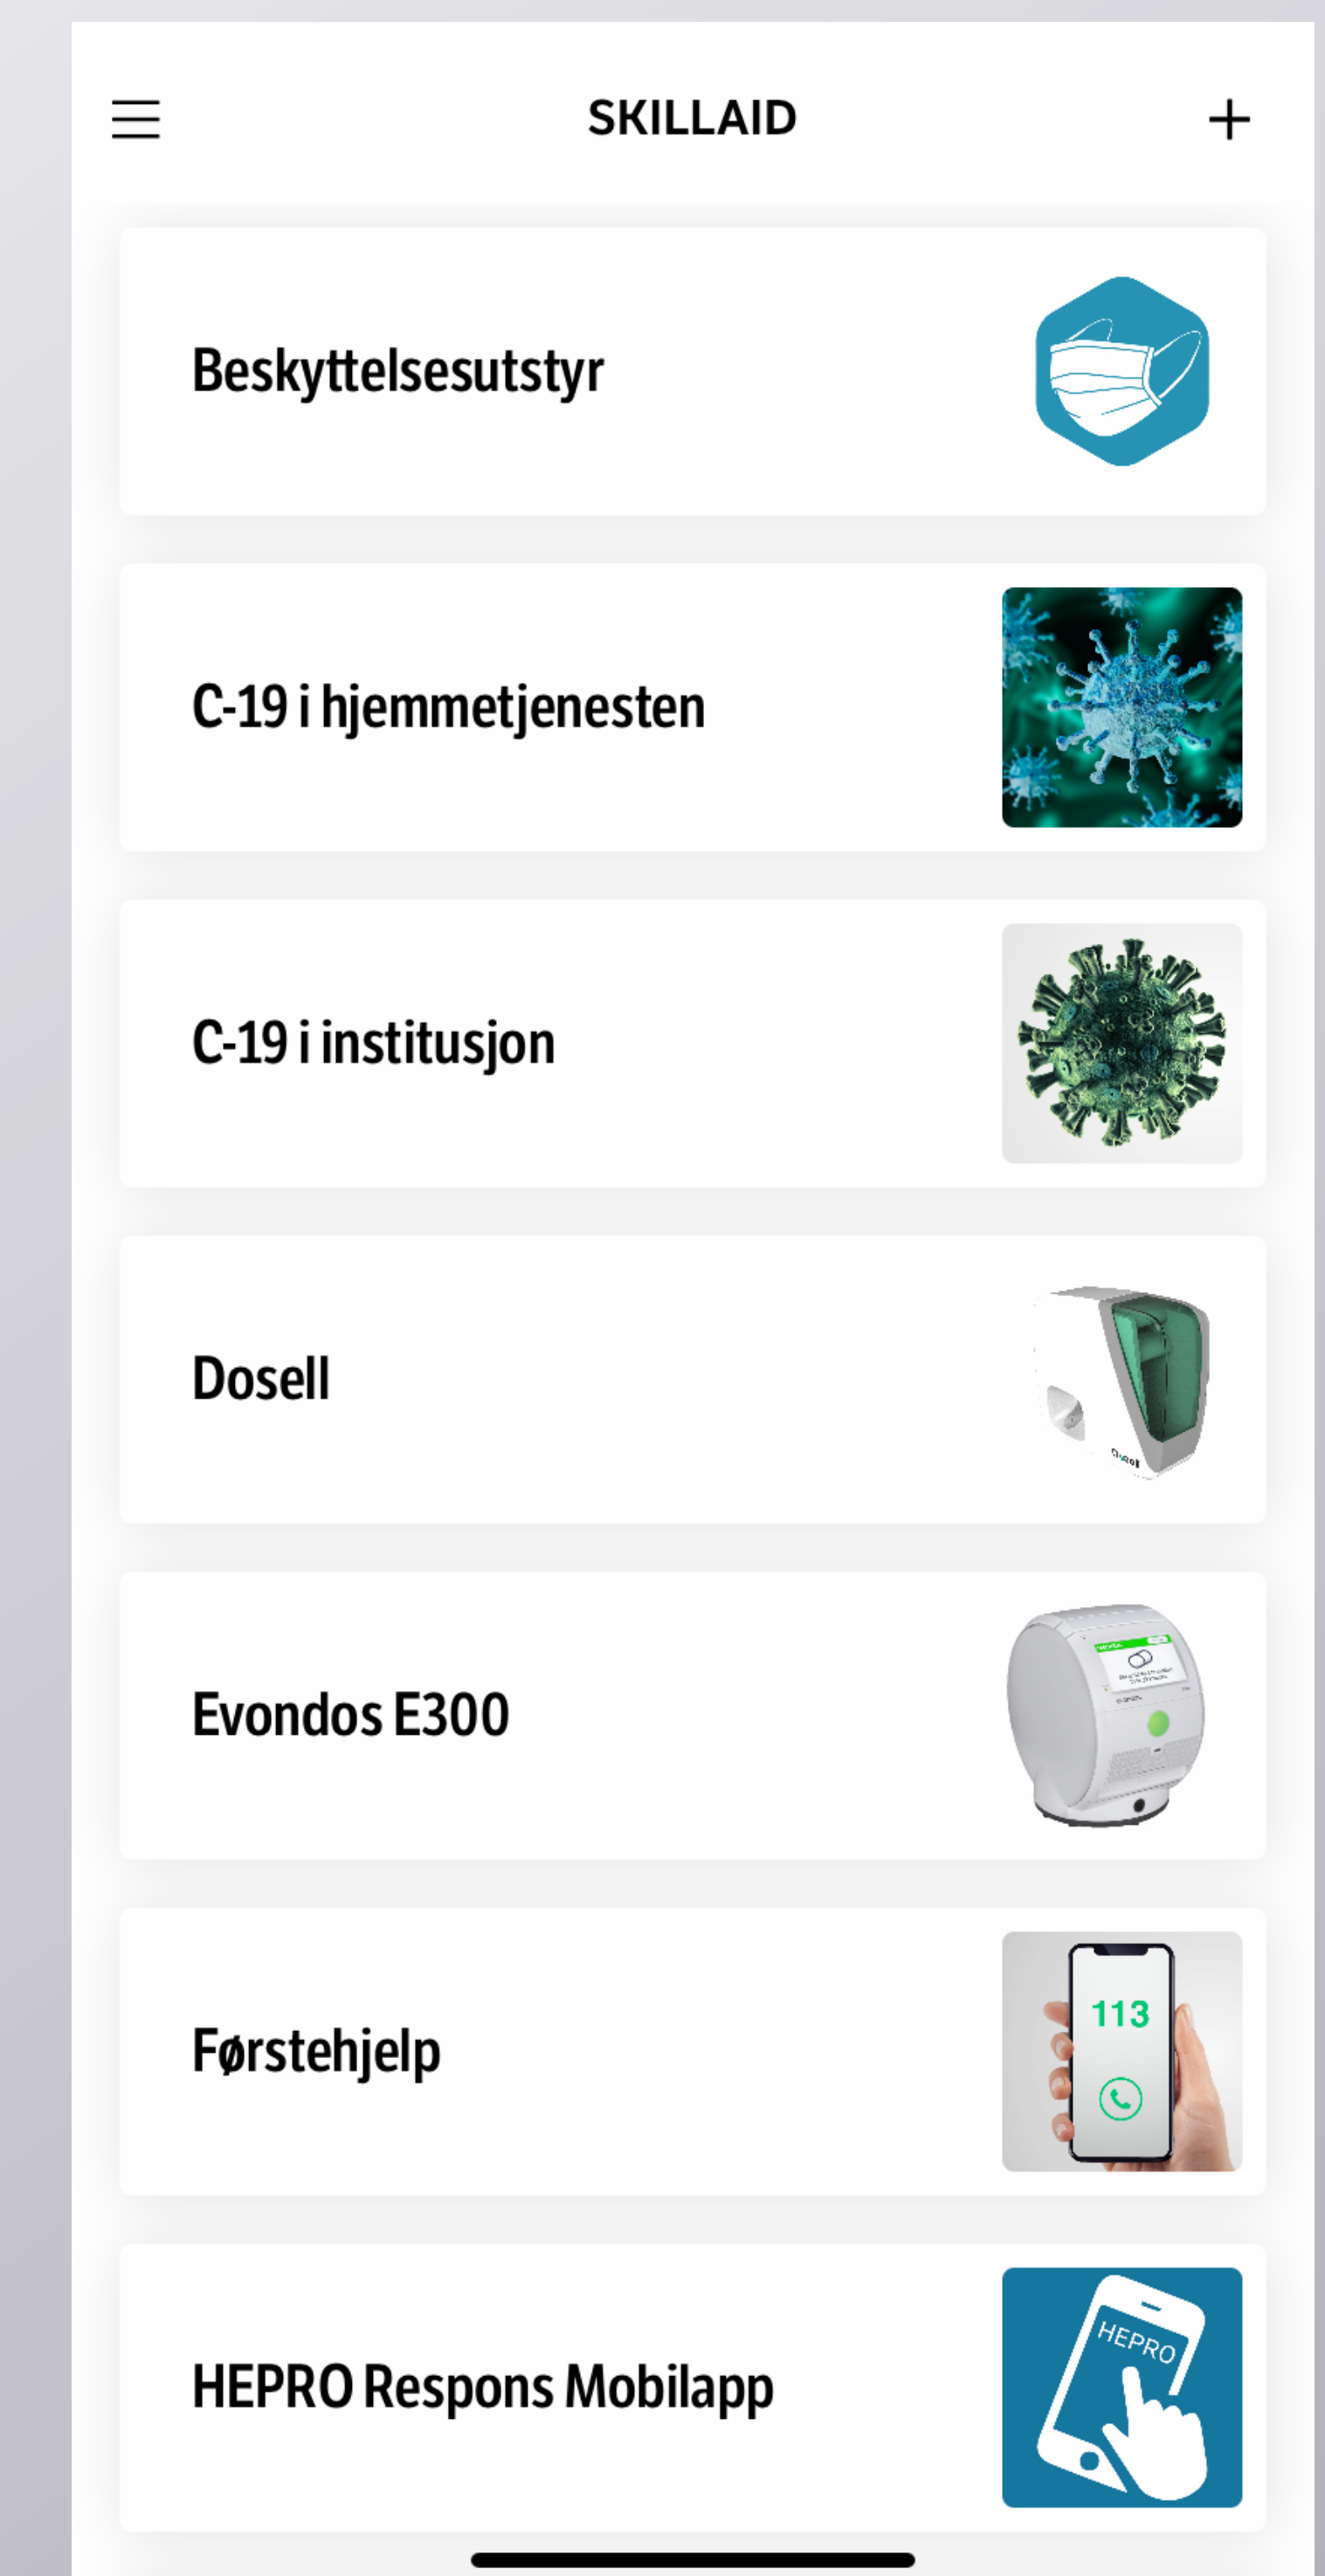 SKILLAID
Beskyttelsesutstyr
C-19 i hjemmetjenesten
C-19 i institusjon
Dosell
Evondos E300
Førstehjelp
113
HEPRO Respons Mobilapp
HEPRO